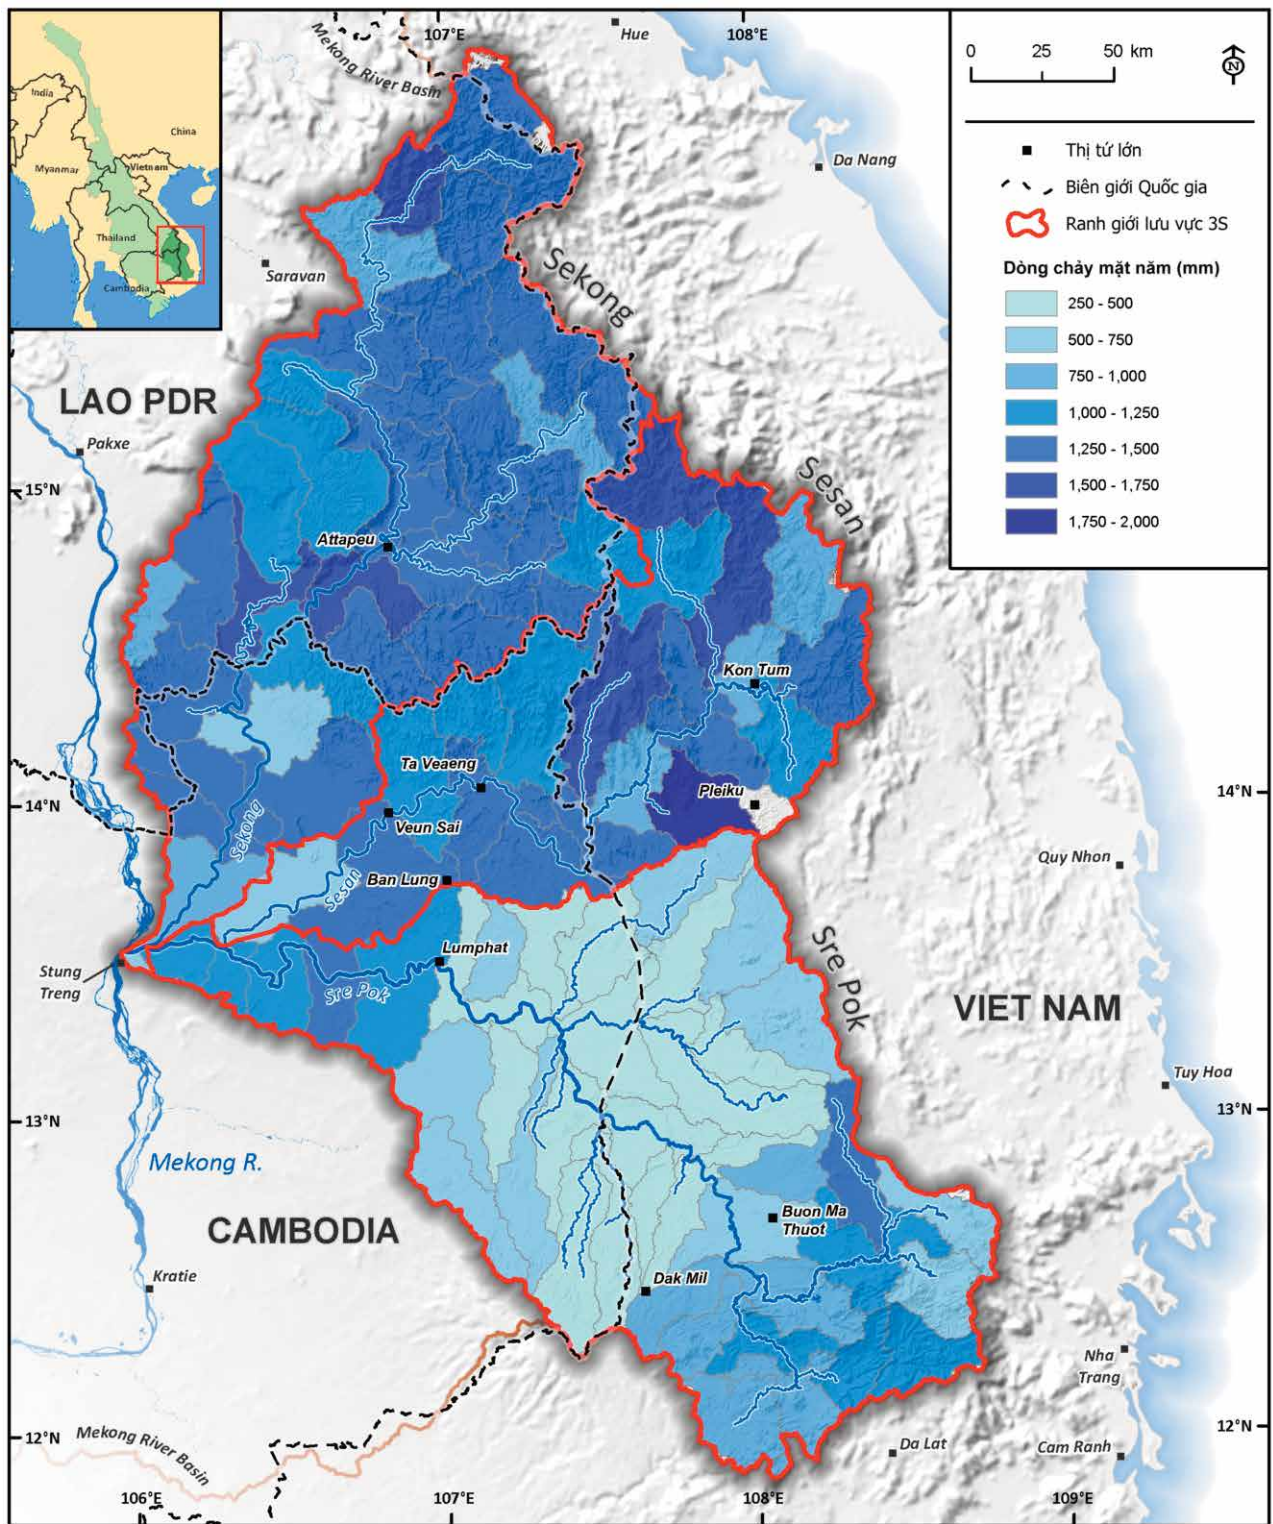 107°E
108°E
Hue
Mekong River Basin
India
China
Myanmar
Vietnam
Thailand
Cambodia
0 25 50 km
N
Thị tứ lớn
Biên giới Quốc gia
Ranh giới lưu vực 3S
Dòng chảy mặt năm (mm)
250 - 500
500 - 750
750 - 1,000
1,000 - 1,250
1,250 - 1,500
1,500 - 1,750
1,750 - 2,000
Da Nang
Saravan
Sekong
LAO PDR
Pakxe
Sesan
15°N
Attapeu
Kon Tum
Ta Veaeng
Pleiku
14°N
14°N
Veun Sai
Sekong
Quy Nhon
Sesan
Ban Lung
Lumphat
Sre Pok
Stung
Treng
Sre Pok
VIET NAM
Tuy Hoa
13°N
13°N
Mekong R.
CAMBODIA
Buon Ma
Thuot
Kratie
Dak Mil
Nha
Trang
12°N
12°N
Mekong River
Basin
Da Lat
Cam Ranh
106°E
107°E
108°E
109°E